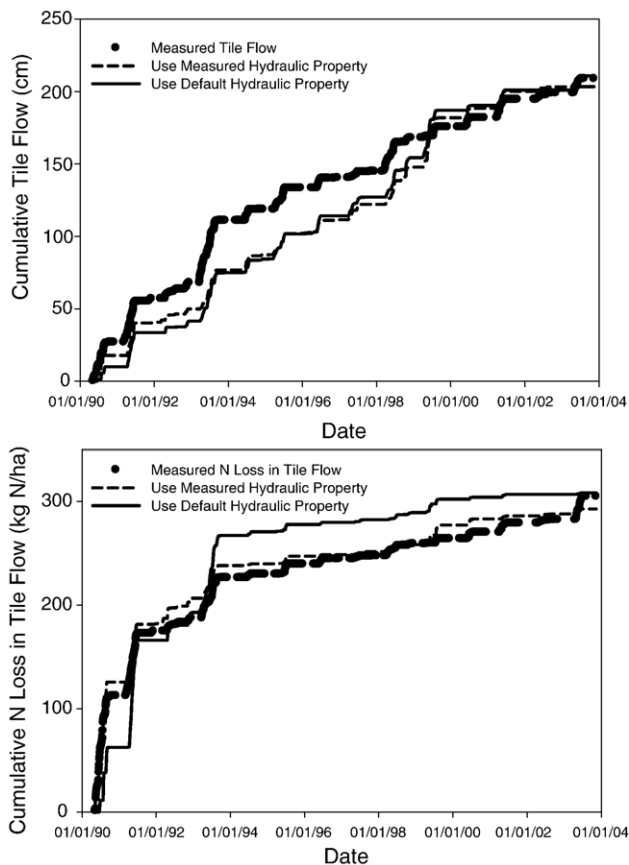 Measured Tile Flow
Use Measured Hydraulic Property
Use Default Hydraulic Property
Cumulative Tile Flow (cm)
250
200
150
100
50
0
01/01/90 01/01/92 01/01/94 01/01/96 01/01/98 01/01/00 01/01/02 01/01/04
Date
Measured N Loss in Tile Flow
Use Measured Hydraulic Property
Use Default Hydraulic Property
Cumulative N Loss in Tile Flow (kg N/ha)
300
200
100
0
01/01/90 01/01/92 01/01/94 01/01/96 01/01/98 01/01/00 01/01/02 01/01/04
Date